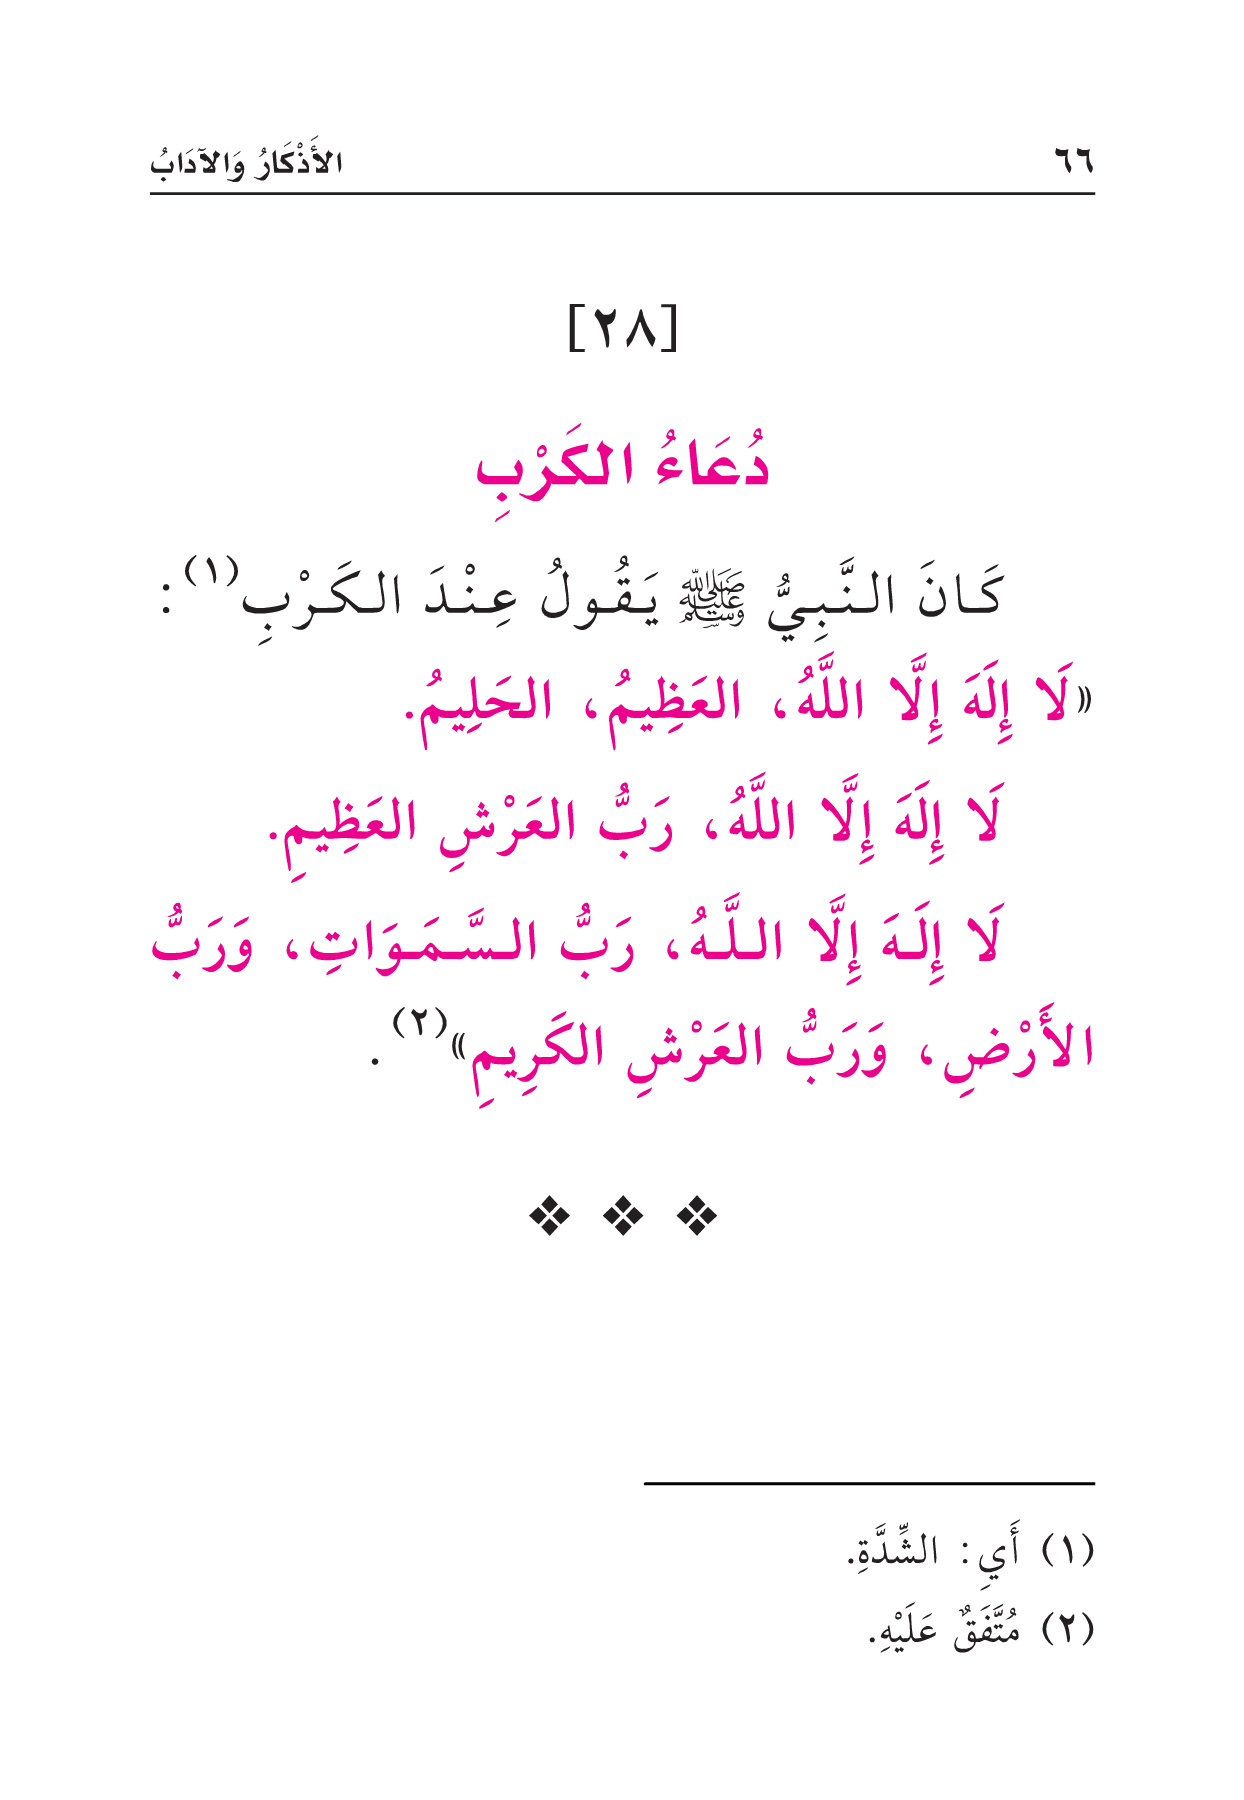 ٦٦ الأَذْكَارُ وَالآدَابُ
[٢٨]
دُعَاءُ الكَرْبِ
كَانَ النَّبِيُّ ﷺ يَقُولُ عِنْدَ الكَرْبِ(١):
«لَا إِلَهَ إِلَّا اللَّهُ، العَظِيمُ، الحَلِيمُ.
لَا إِلَهَ إِلَّا اللَّهُ، رَبُّ العَرْشِ العَظِيمِ.
لَا إِلَهَ إِلَّا اللَّهُ، رَبُّ السَّمَوَاتِ، وَرَبُّ
الأَرْضِ، وَرَبُّ العَرْشِ الكَرِيمِ»(٢).
(١) أَيِ: الشِّدَّةِ.
(٢) مُتَّفَقٌ عَلَيْهِ.